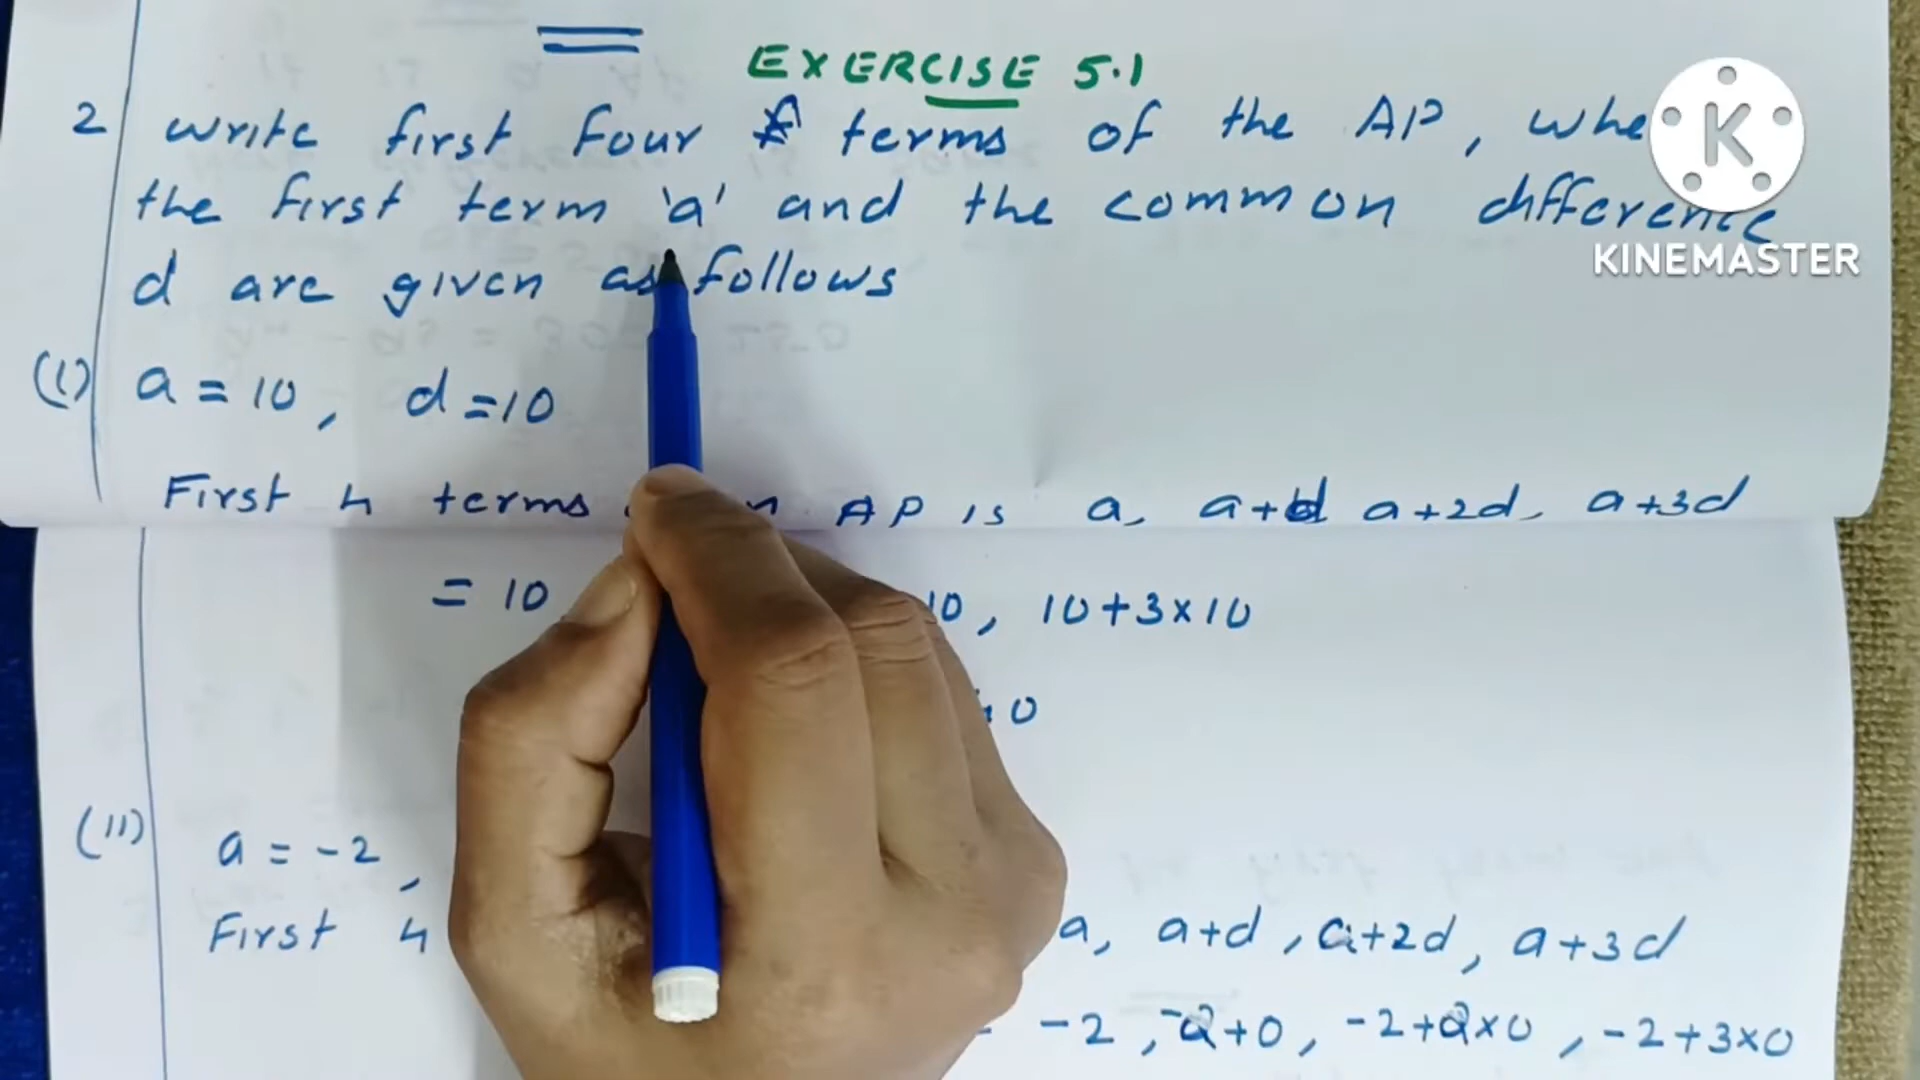 EXERCISE 5.1
2 write first four terms of the AP, whe
the first term 'a' and the common difference
d are given as follows
(I) a = 10, d = 10
First 4 terms AP is a, a+d a+2d, a+3d
= 10 10, 10+3×10
0
(II) a = -2,
First 4 a, a+d, a+2d, a+3d
-2, -2+0, -2+2×0, -2+3×0
K
KINEMASTER